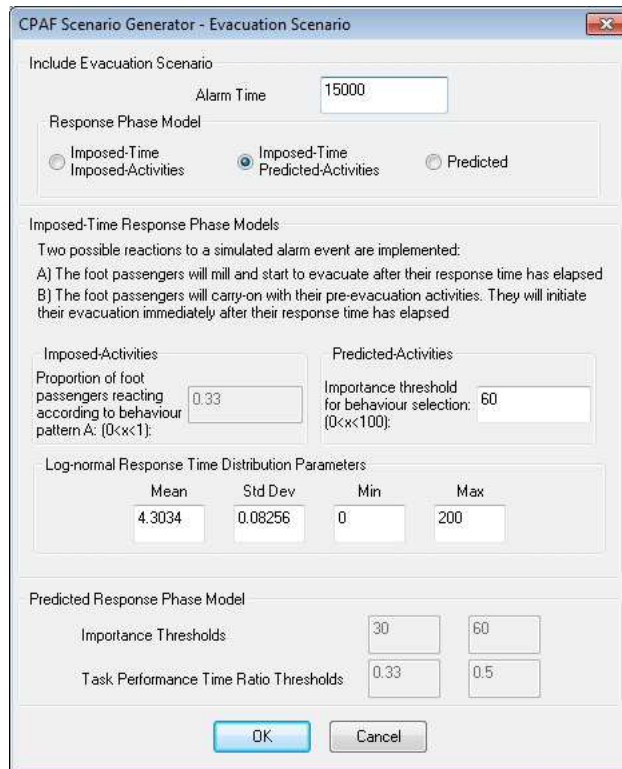 CPAF Scenario Generator - Evacuation Scenario
Include Evacuation Scenario
Alarm Time 15000
Response Phase Model
Imposed-Time
Imposed-Activities
Imposed-Time
Predicted-Activities
Predicted
Imposed-Time Response Phase Models
Two possible reactions to a simulated alarm event are implemented:
A) The foot passengers will mill and start to evacuate after their response time has elapsed
B) The foot passengers will carry-on with their pre-evacuation activities. They will initiate
their evacuation immediately after their response time has elapsed
Imposed-Activities
Proportion of foot
passengers reacting
according to behaviour
pattern A: (0<x<1):
0.33
Predicted-Activities
Importance threshold
for behaviour selection:
(0<x<100):
60
Log-normal Response Time Distribution Parameters
Mean Std Dev Min Max
4.3034 0.08256 0 200
Predicted Response Phase Model
Importance Thresholds 30 60
Task Performance Time Ratio Thresholds 0.33 0.5
OK Cancel